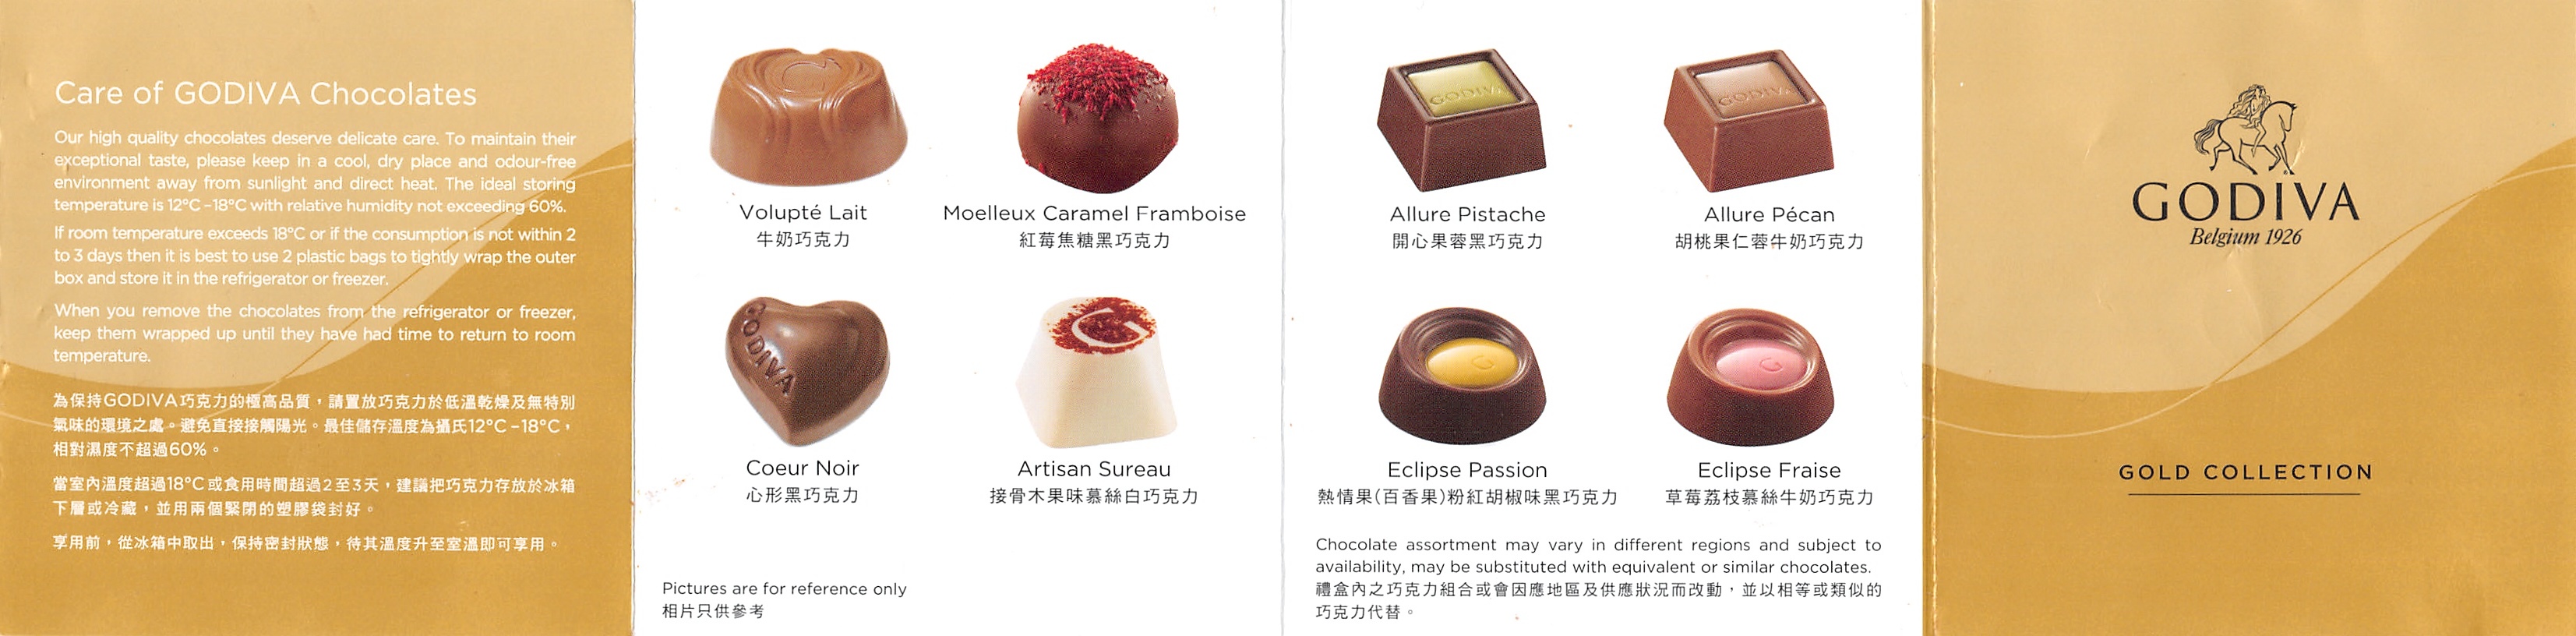 Care of GODIVA Chocolates
Our high quality chocolates deserve delicate care. To maintain their
exceptional taste, please keep in a cool, dry place and odour-free
environment away from sunlight and direct heat. The ideal storing
temperature is 12°C -18°C with relative humidity not exceeding 60%.
If room temperature exceeds 18°C or if the consumption is not within 2
to 3 days then it is best to use 2 plastic bags to tightly wrap the outer
box and store it in the refrigerator or freezer.
When you remove the chocolates from the refrigerator or freezer,
keep them wrapped up until they have had time to return to room
temperature.
為保持GODIVA巧克力的極高品質，請置放巧克力於低溫乾燥及無特別
氣味的環境之處。避免直接接觸陽光。最佳儲存溫度為攝氏12°C -18°C，
相對濕度不超過60%。
當室內溫度超過18°C或食用時間超過2至3天，建議把巧克力存放於冰箱
下層或冷藏，並用兩個緊閉的塑膠袋封好。
享用前，從冰箱中取出，保持密封狀態，待其溫度升至室溫即可享用。
Volupté Lait
牛奶巧克力
Moelleux Caramel Framboise
紅莓焦糖黑巧克力
GODIVA
Coeur Noir
心形黑巧克力
G
Artisan Sureau
接骨木果味慕絲白巧克力
Pictures are for reference only
相片只供參考
GODIVA
Allure Pistache
開心果蓉黑巧克力
GODIVA
Allure Pécan
胡桃果仁蓉牛奶巧克力
G
Eclipse Passion
熱情果(百香果)粉紅胡椒味黑巧克力
G
Eclipse Fraise
草莓荔枝慕絲牛奶巧克力
Chocolate assortment may vary in different regions and subject to
availability, may be substituted with equivalent or similar chocolates.
禮盒內之巧克力組合或會因應地區及供應狀況而改動，並以相等或類似的
巧克力代替。
GODIVA
Belgium 1926
GOLD COLLECTION